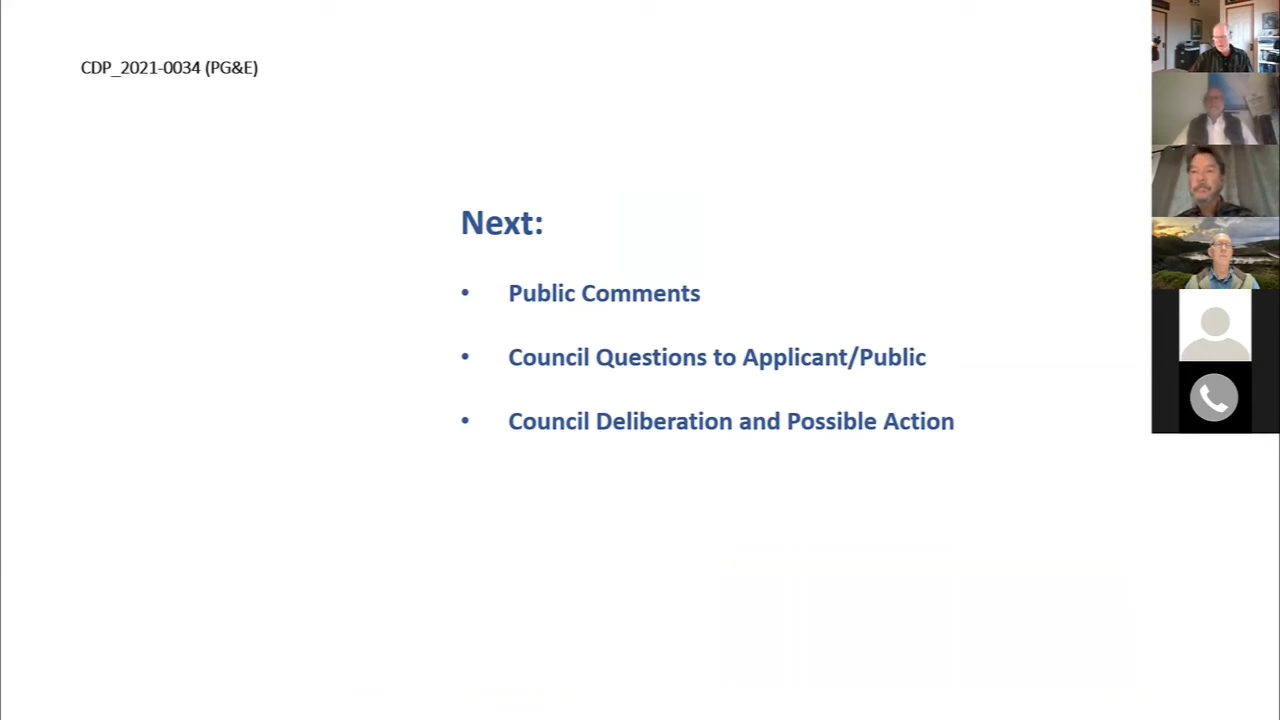 CDP_2021-0034 (PG&E)
Next:
• Public Comments
• Council Questions to Applicant/Public
• Council Deliberation and Possible Action